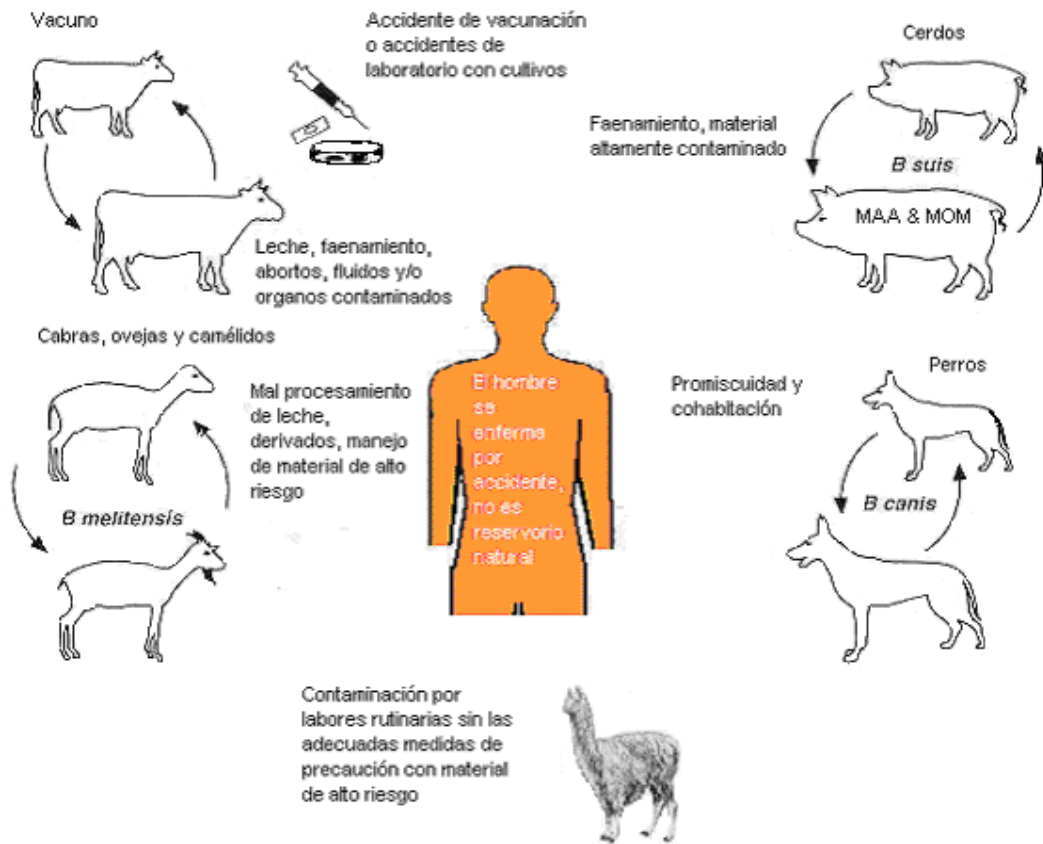 Vacuno
Accidente de vacunación
o accidentes de
laboratorio con cultivos
Cerdos
Faenamiento, material
altamente contaminado
B suis
MAA & MOM
Leche, faenamiento,
abortos, fluidos y/o
organos contaminados
Cabras, ovejas y camélidos
Mal procesamiento
de leche,
derivados, manejo
de material de alto
riesgo
B melitensis
El hombre
se
enferma
por
accidente,
no es
reservorio
natural
Promiscuidad y
cohabitación
Perros
B canis
Contaminación por
labores rutinarias sin las
adecuadas medidas de
precaución con material
de alto riesgo